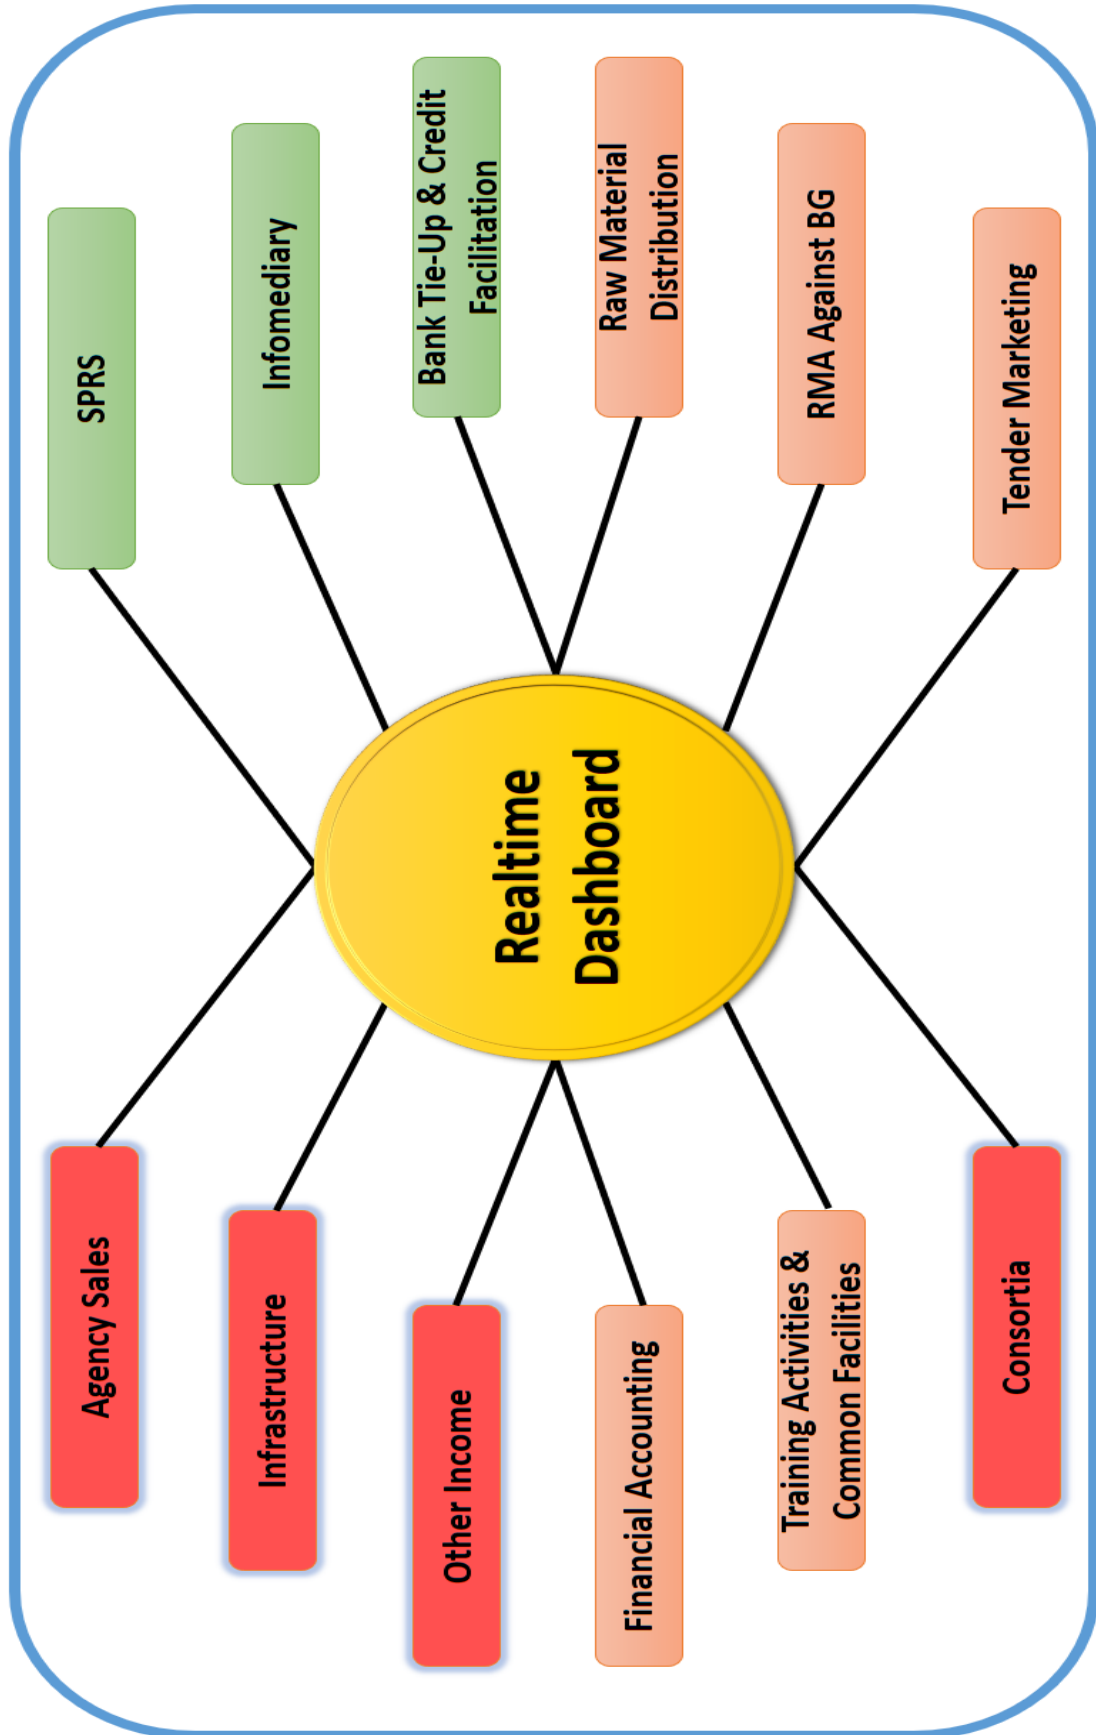 Agency Sales
SPRS
Infrastructure
Infomediary
Other Income
Bank Tie-Up & Credit
Facilitation
Realtime
Dashboard
Financial Accounting
Raw Material
Distribution
Training Activities &
Common Facilities
RMA Against BG
Consortia
Tender Marketing